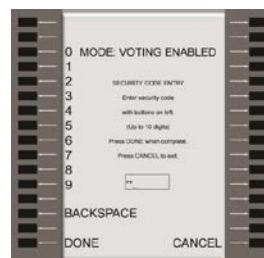 0 MODE: VOTING ENABLED
1
2 SECURITY CODE ENTRY
3 Enter security code
4 with buttons on left.
5 (Up to 10 digits)
6 Press DONE when complete.
7 Press CANCEL to exit.
8
9 **_
BACKSPACE
DONE CANCEL